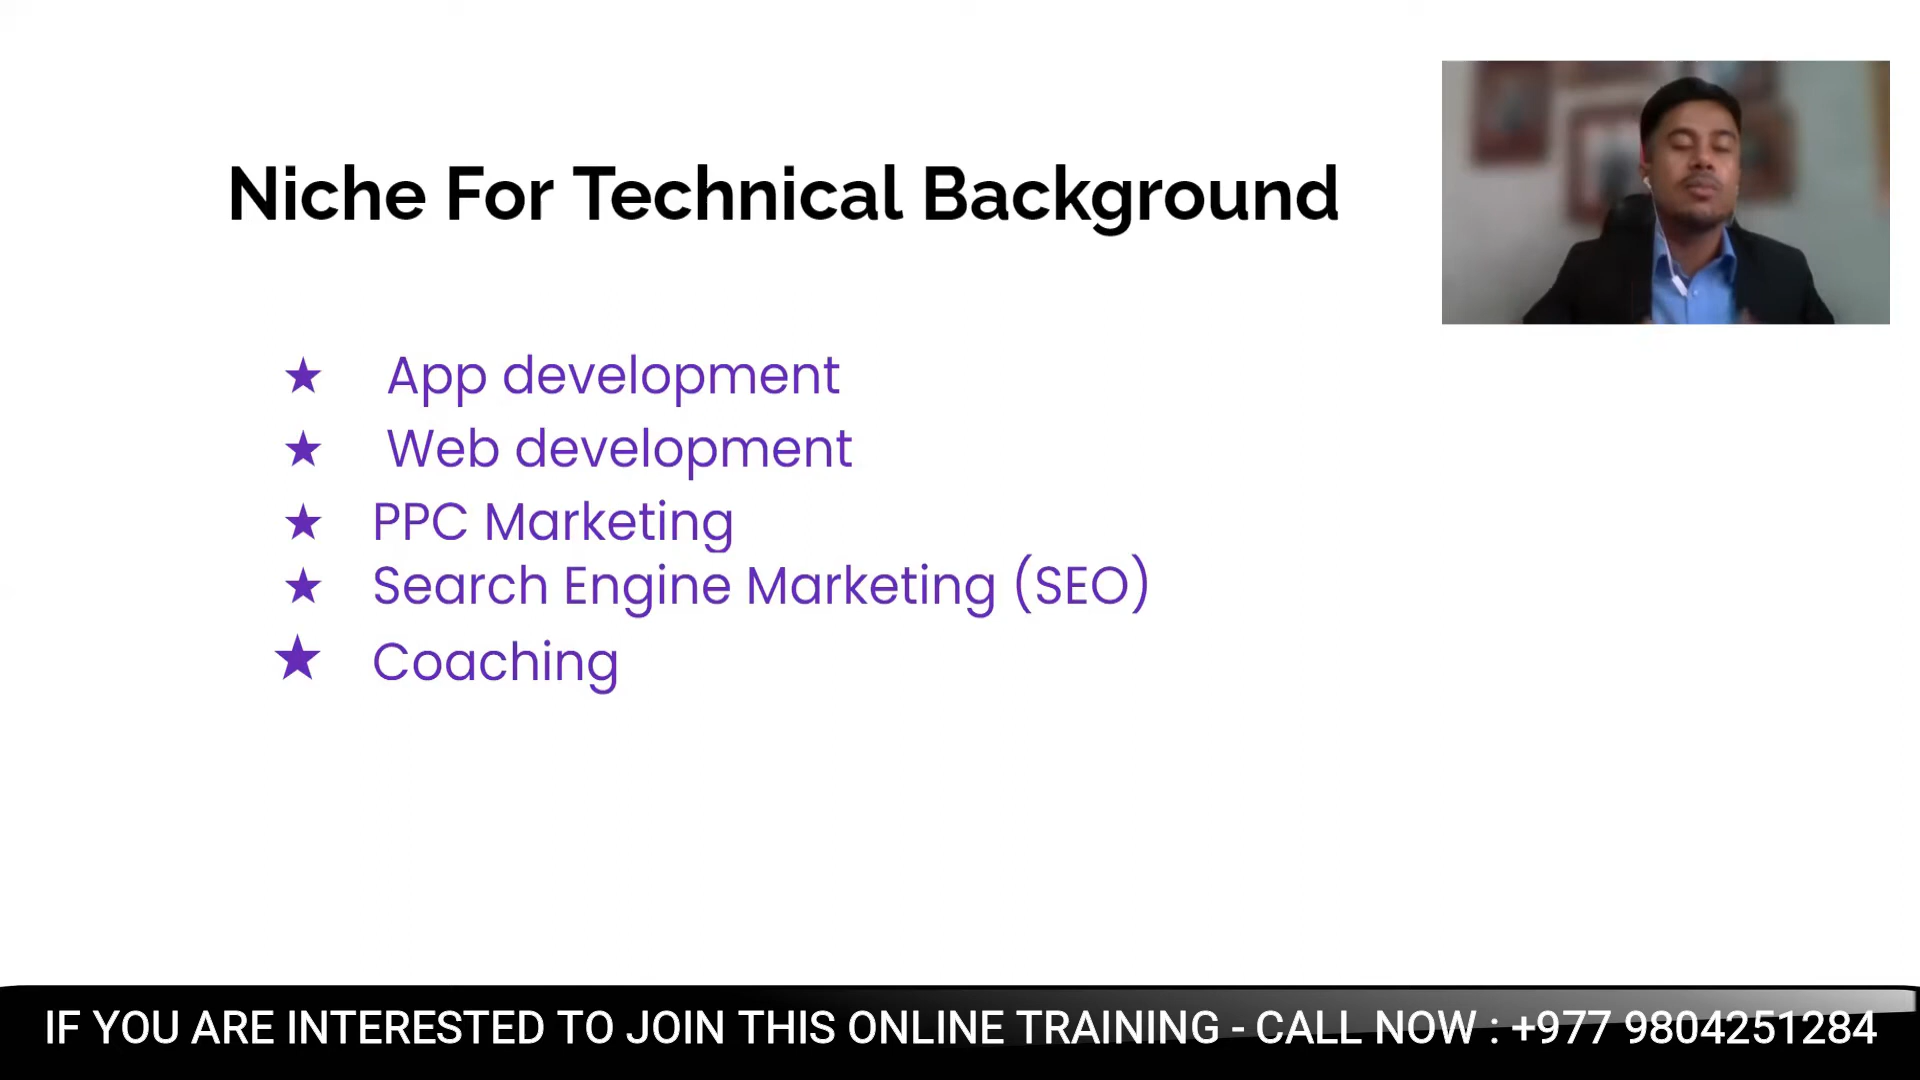 Niche For Technical Background
★ App development
★ Web development
★ PPC Marketing
★ Search Engine Marketing (SEO)
★ Coaching
IF YOU ARE INTERESTED TO JOIN THIS ONLINE TRAINING - CALL NOW : +977 9804251284